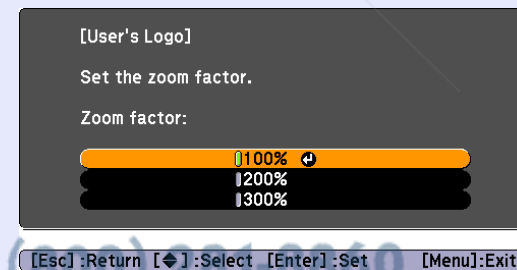 [User's Logo]
Set the zoom factor.
Zoom factor:
100%
200%
300%
[Esc]:Return [◆]:Select [Enter]:Set [Menu]:Exit